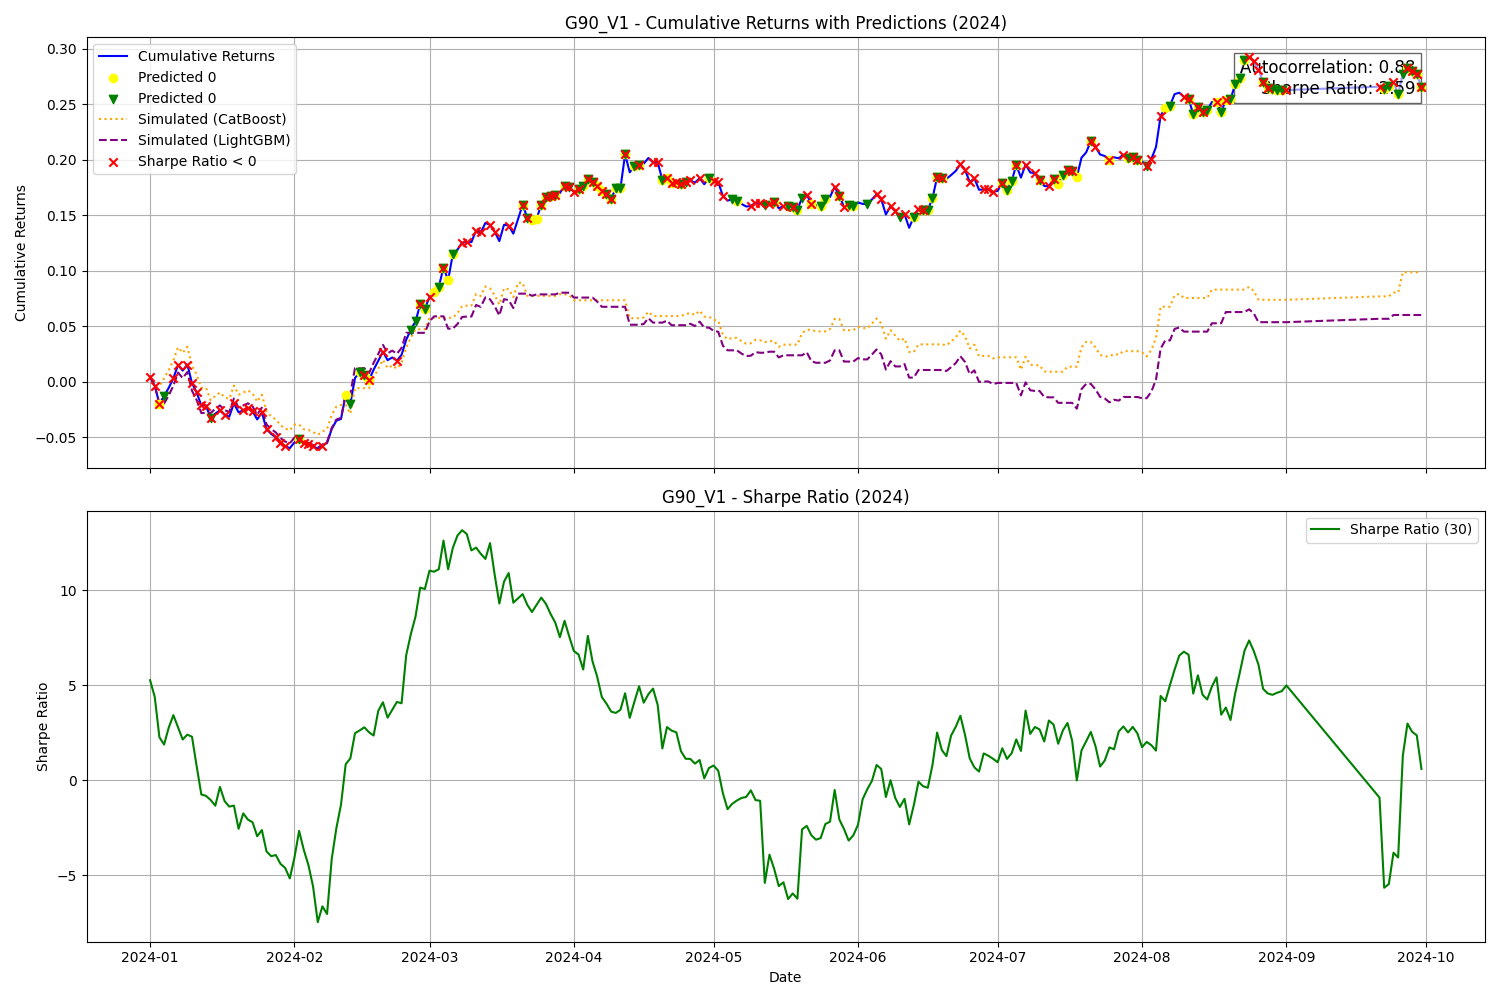 G90_V1 - Cumulative Returns with Predictions (2024)
Cumulative Returns
0.30
0.25
0.20
0.15
0.10
0.05
0.00
−0.05
Cumulative Returns
Predicted 0
Predicted 0
Simulated (CatBoost)
Simulated (LightGBM)
Sharpe Ratio < 0
Autocorrelation: 0.88
Sharpe Ratio: 2.59
G90_V1 - Sharpe Ratio (2024)
Sharpe Ratio
10
5
0
−5
Sharpe Ratio (30)
2024-01
2024-02
2024-03
2024-04
2024-05
2024-06
2024-07
2024-08
2024-09
2024-10
Date